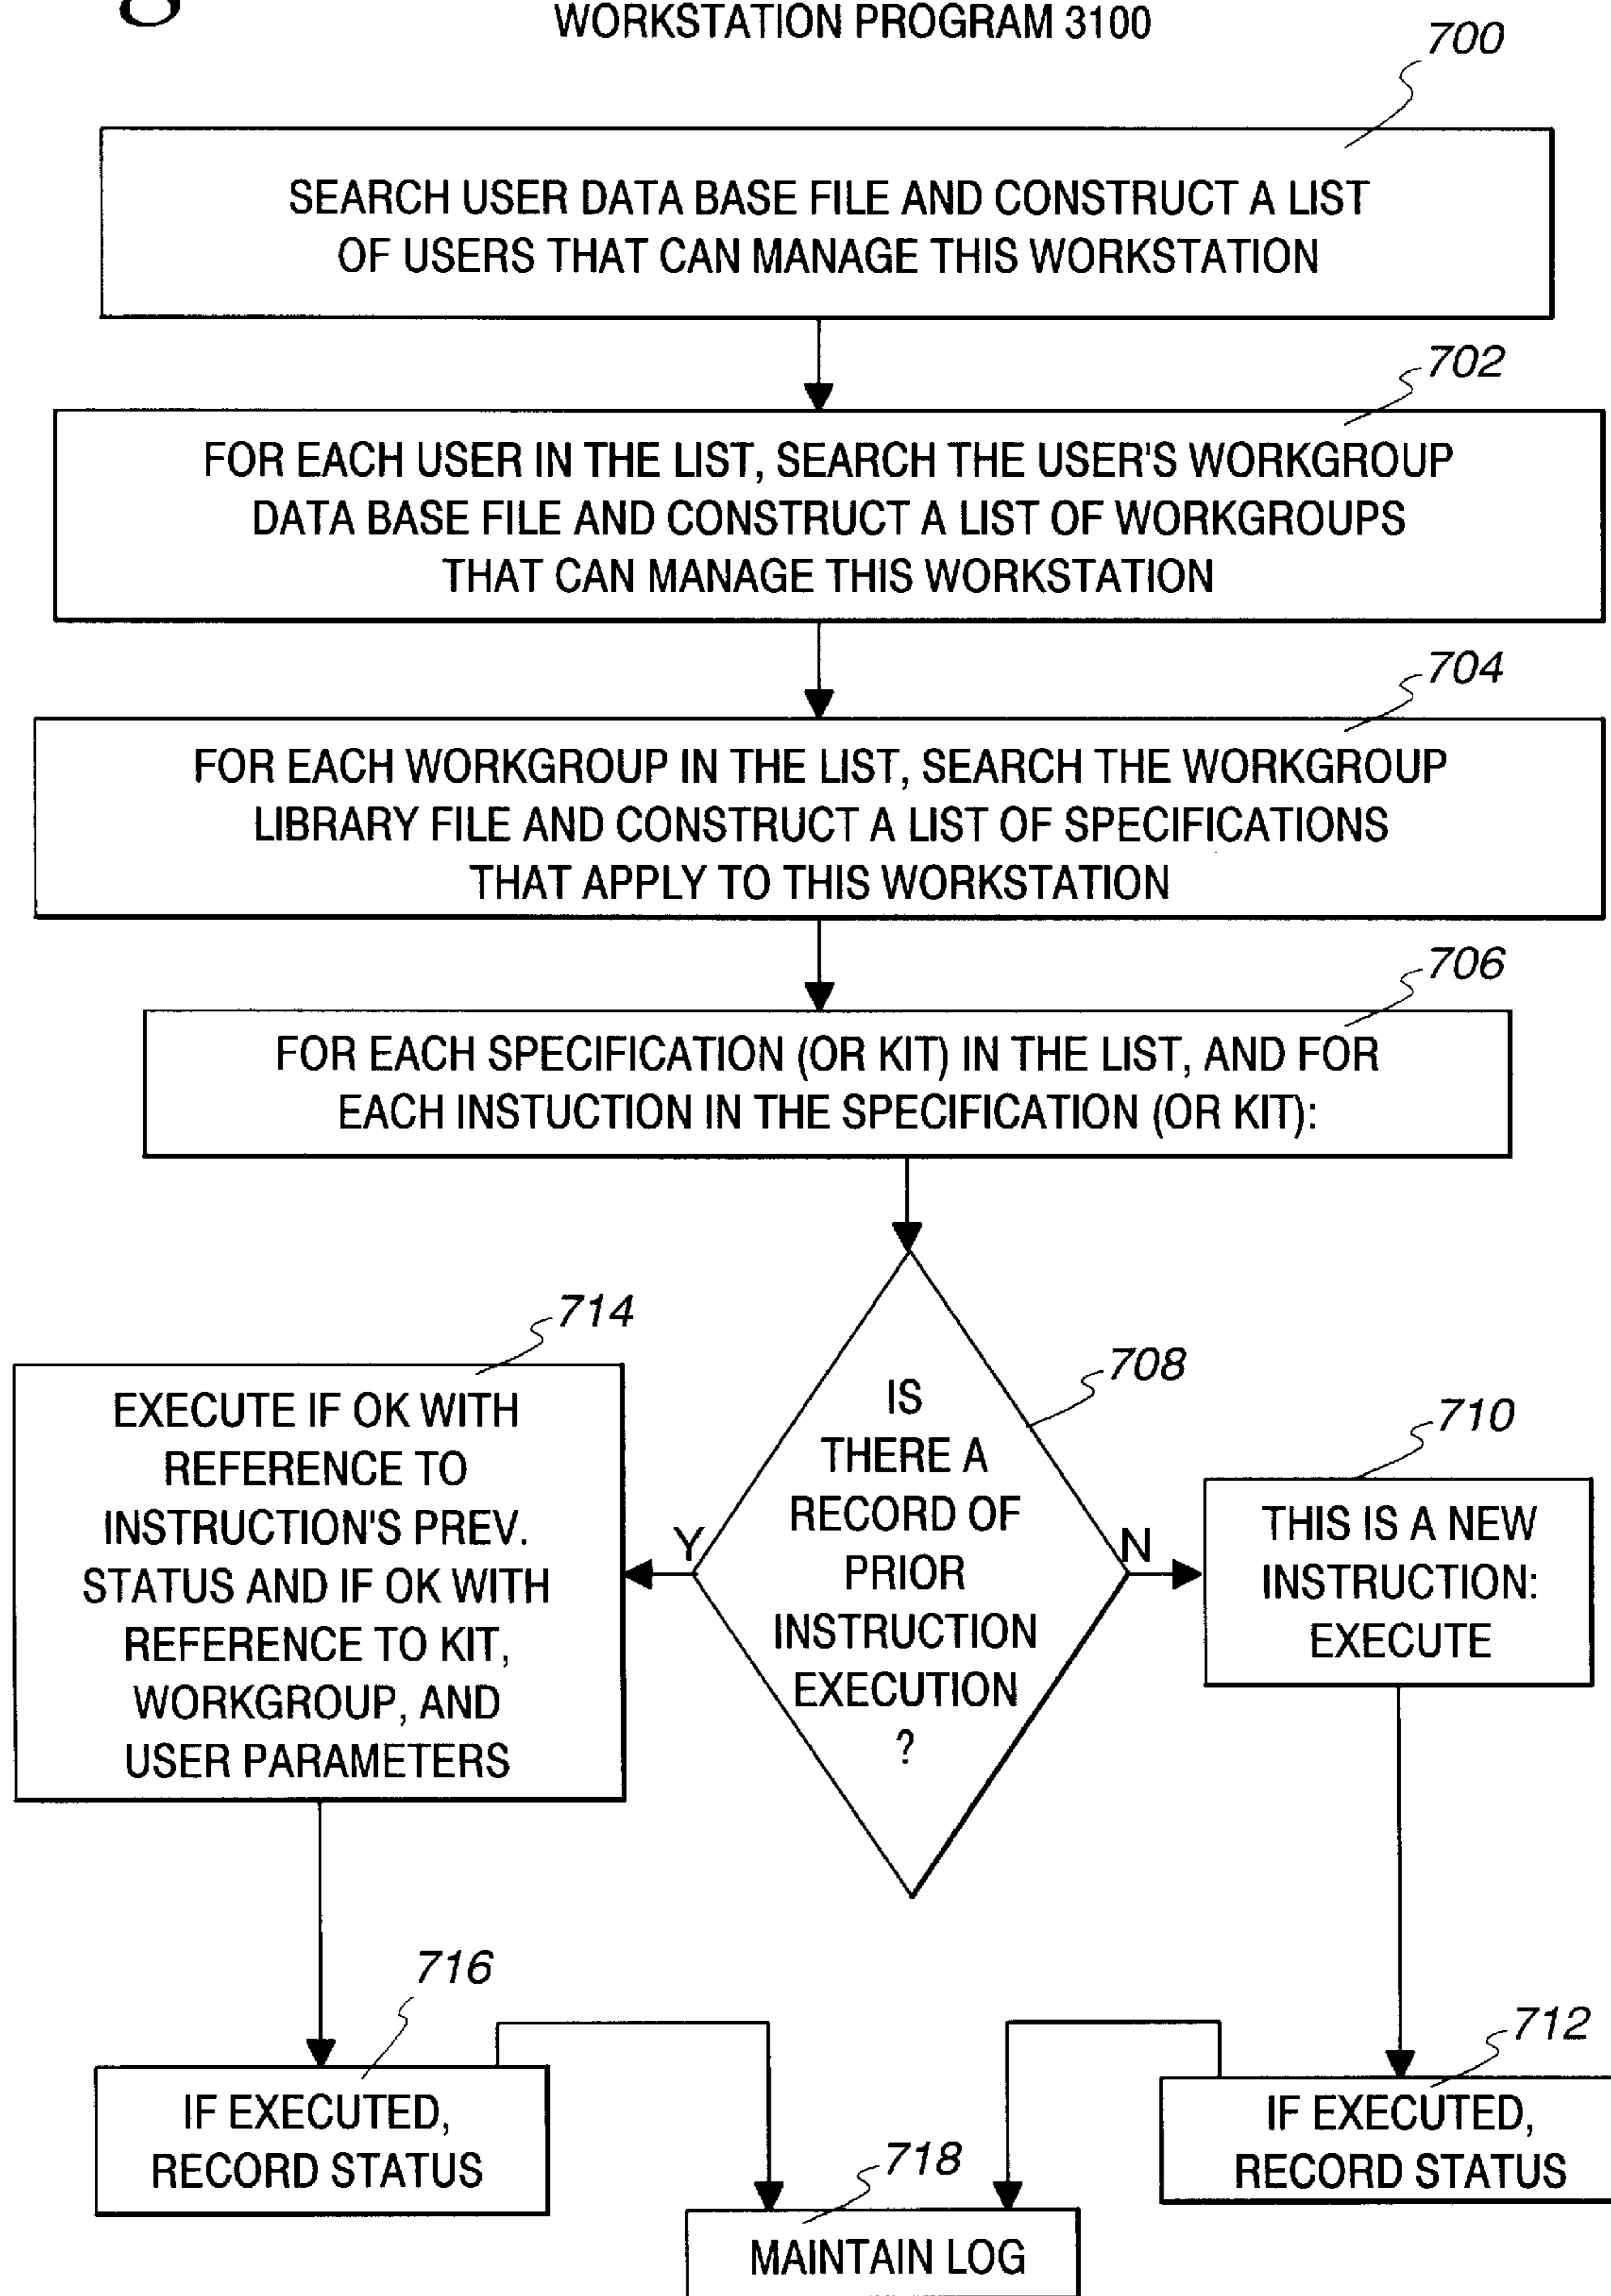 WORKSTATION PROGRAM 3100
700
SEARCH USER DATA BASE FILE AND CONSTRUCT A LIST
OF USERS THAT CAN MANAGE THIS WORKSTATION
702
FOR EACH USER IN THE LIST, SEARCH THE USER'S WORKGROUP
DATA BASE FILE AND CONSTRUCT A LIST OF WORKGROUPS
THAT CAN MANAGE THIS WORKSTATION
704
FOR EACH WORKGROUP IN THE LIST, SEARCH THE WORKGROUP
LIBRARY FILE AND CONSTRUCT A LIST OF SPECIFICATIONS
THAT APPLY TO THIS WORKSTATION
706
FOR EACH SPECIFICATION (OR KIT) IN THE LIST, AND FOR
EACH INSTUCTION IN THE SPECIFICATION (OR KIT):
714
EXECUTE IF OK WITH
REFERENCE TO
INSTRUCTION'S PREV.
STATUS AND IF OK WITH
REFERENCE TO KIT,
WORKGROUP, AND
USER PARAMETERS
Y
708
IS
THERE A
RECORD OF
PRIOR
INSTRUCTION
EXECUTION
?
N
710
THIS IS A NEW
INSTRUCTION:
EXECUTE
716
IF EXECUTED,
RECORD STATUS
712
IF EXECUTED,
RECORD STATUS
718
MAINTAIN LOG